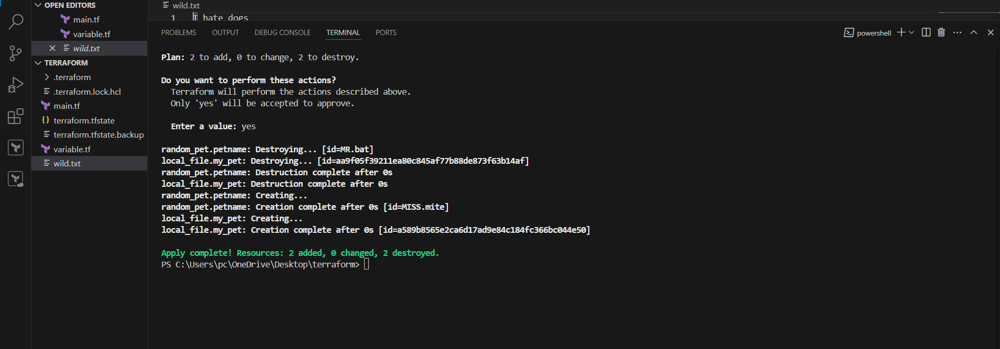 OPEN EDITORS
main.tf
variable.tf
wild.txt
TERRAFORM
.terraform
.terraform.lock.hcl
main.tf
terraform.tfstate
terraform.tfstate.backup
variable.tf
wild.txt
wild.txt
1 I hate dogs
PROBLEMS OUTPUT DEBUG CONSOLE TERMINAL PORTS
powershell
Plan: 2 to add, 0 to change, 2 to destroy.
Do you want to perform these actions?
Terraform will perform the actions described above.
Only 'yes' will be accepted to approve.
Enter a value: yes
random_pet.petname: Destroying... [id=MR.bat]
local_file.my_pet: Destroying... [id=aa9f05f39211ea80c845af77b88de873f63b14af]
random_pet.petname: Destruction complete after 0s
local_file.my_pet: Destruction complete after 0s
random_pet.petname: Creating...
random_pet.petname: Creation complete after 0s [id=MISS.mite]
local_file.my_pet: Creating...
local_file.my_pet: Creation complete after 0s [id=a589b8565e2ca6d17ad9e84c184fc366bc044e50]
Apply complete! Resources: 2 added, 0 changed, 2 destroyed.
PS C:\Users\pc\OneDrive\Desktop\terraform>